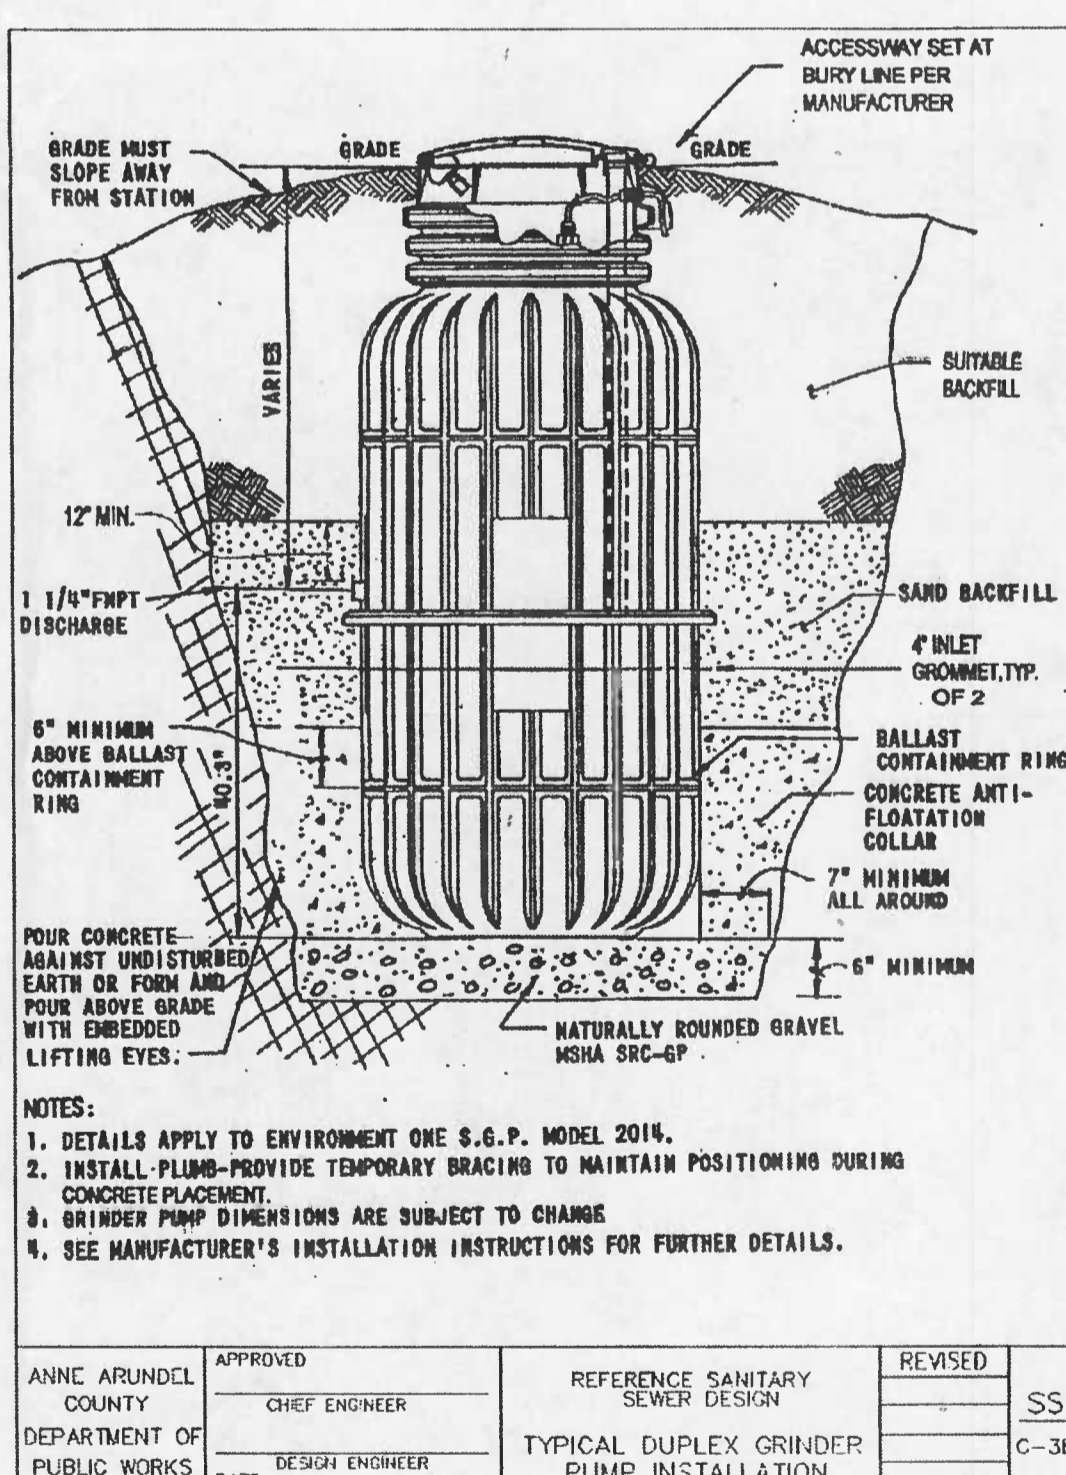 ACCESSWAY SET AT
BURY LINE PER
MANUFACTURER
GRADE MUST
SLOPE AWAY
FROM STATION
GRADE
GRADE
VARIES
SUITABLE
BACKFILL
12" MIN.
1 1/4" FNPT
DISCHARGE
SAND BACKFILL
4" INLET
GROMMET, TYP.
OF 2
6" MINIMUM
ABOVE BALLAST
CONTAINMENT
RING
40.3"
BALLAST
CONTAINMENT RING
CONCRETE ANTI-
FLOATATION
COLLAR
7" MINIMUM
ALL AROUND
POUR CONCRETE
AGAINST UNDISTURBED
EARTH OR FORM AND
POUR ABOVE GRADE
WITH EMBEDDED
LIFTING EYES.
6" MINIMUM
NATURALLY ROUNDED GRAVEL
MSHA SRC-GP
NOTES:
1. DETAILS APPLY TO ENVIRONMENT ONE S.G.P. MODEL 2014.
2. INSTALL PLUMB-PROVIDE TEMPORARY BRACING TO MAINTAIN POSITIONING DURING
CONCRETE PLACEMENT.
3. GRINDER PUMP DIMENSIONS ARE SUBJECT TO CHANGE
4. SEE MANUFACTURER'S INSTALLATION INSTRUCTIONS FOR FURTHER DETAILS.
ANNE ARUNDEL
COUNTY
DEPARTMENT OF
PUBLIC WORKS
APPROVED
CHIEF ENGINEER
DESIGN ENGINEER
REFERENCE SANITARY
SEWER DESIGN
TYPICAL DUPLEX GRINDER
PUMP INSTALLATION
REVISED
SS